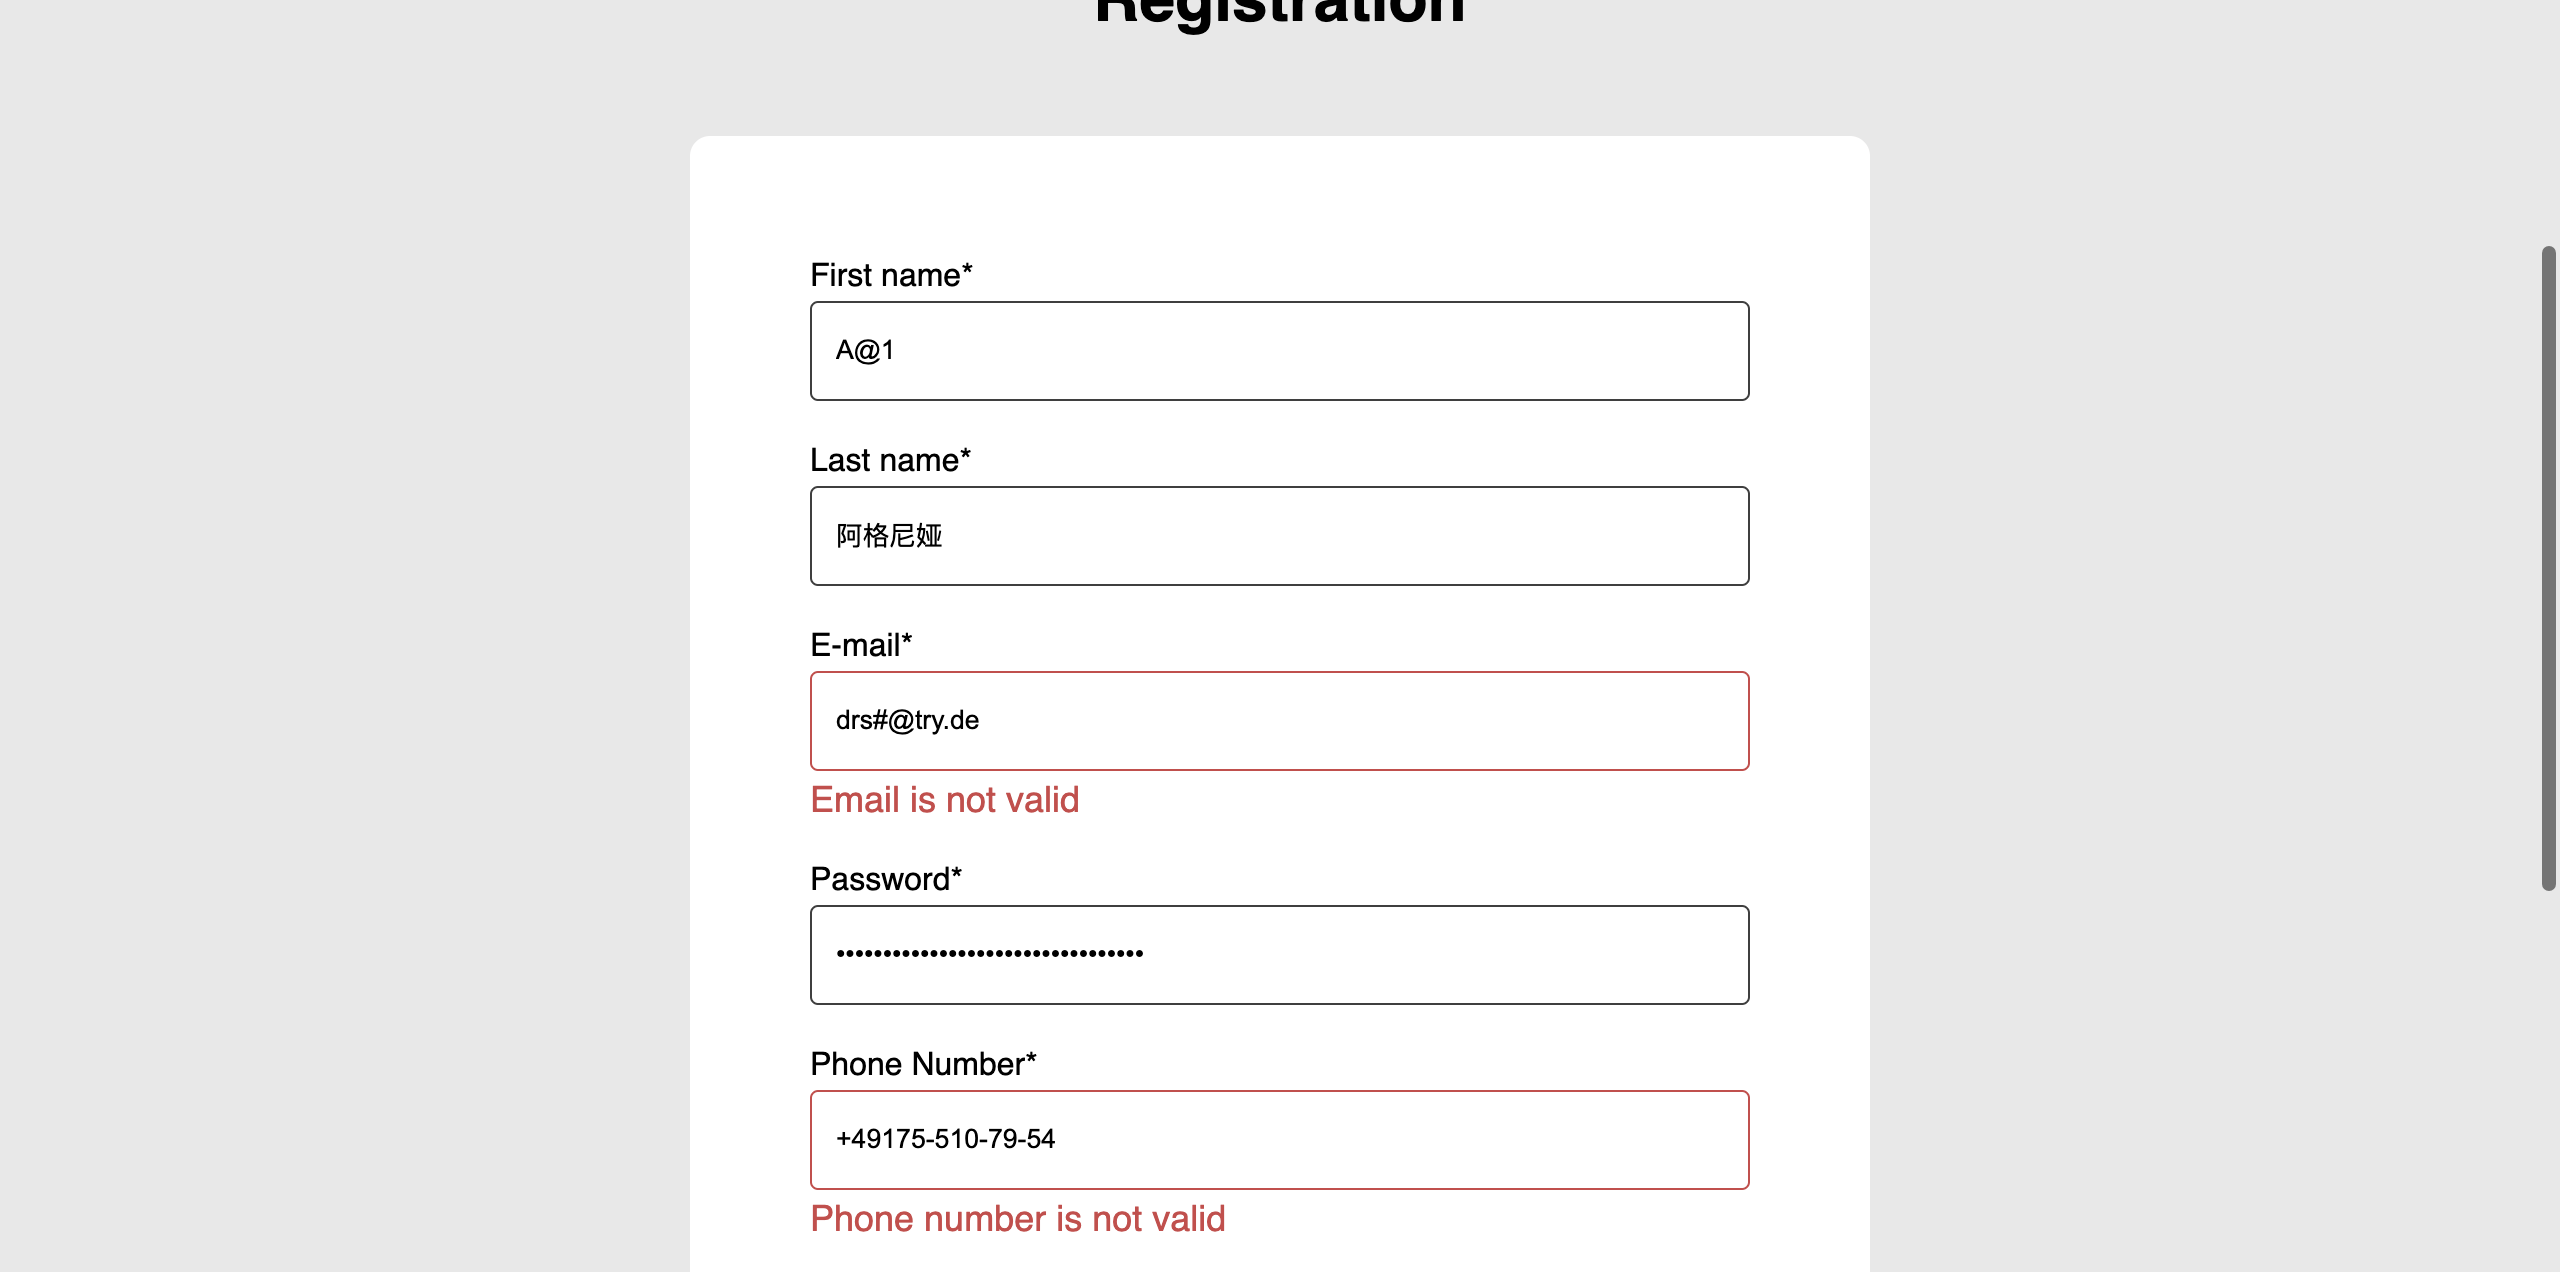 Registration
First name*
A@1
Last name*
阿格尼娅
E-mail*
drs#@try.de
Email is not valid
Password*
•••••••••••••••••••••••••••••••••
Phone Number*
+49175-510-79-54
Phone number is not valid